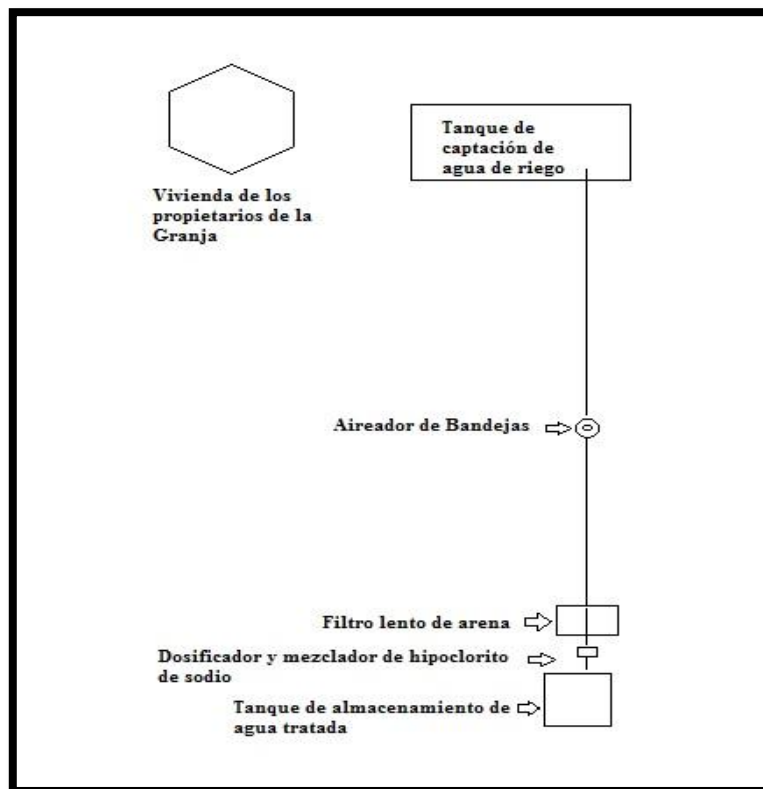 Tanque de
captación de
agua de riego
Vivienda de los
propietarios de la
Granja
Aireador de Bandejas
Filtro lento de arena
Dosificador y mezclador de hipoclorito
de sodio
Tanque de almacenamiento de
agua tratada